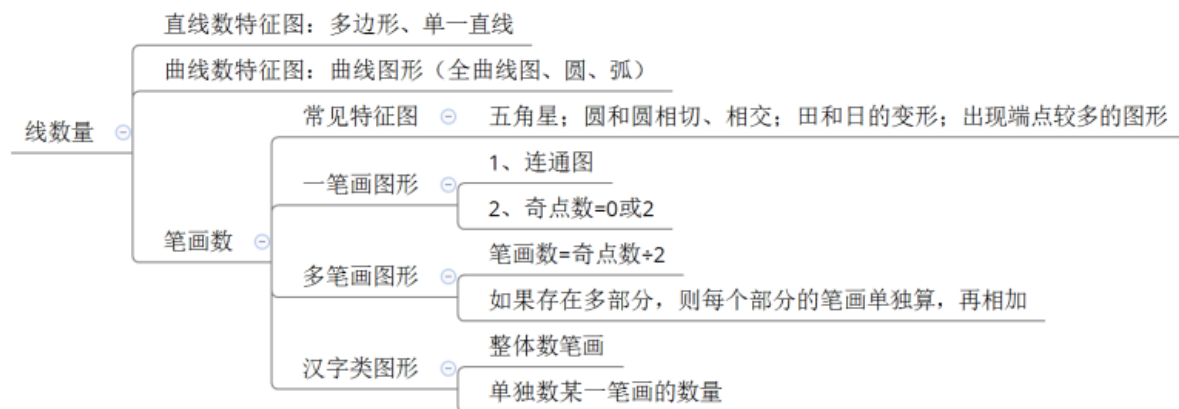 线数量
直线数特征图：多边形、单一直线
曲线数特征图：曲线图形（全曲线图、圆、弧）
笔画数
常见特征图
五角星；圆和圆相切、相交；田和日的变形；出现端点较多的图形
一笔画图形
1、连通图
2、奇点数=0或2
多笔画图形
笔画数=奇点数÷2
如果存在多部分，则每个部分的笔画单独算，再相加
汉字类图形
整体数笔画
单独数某一笔画的数量